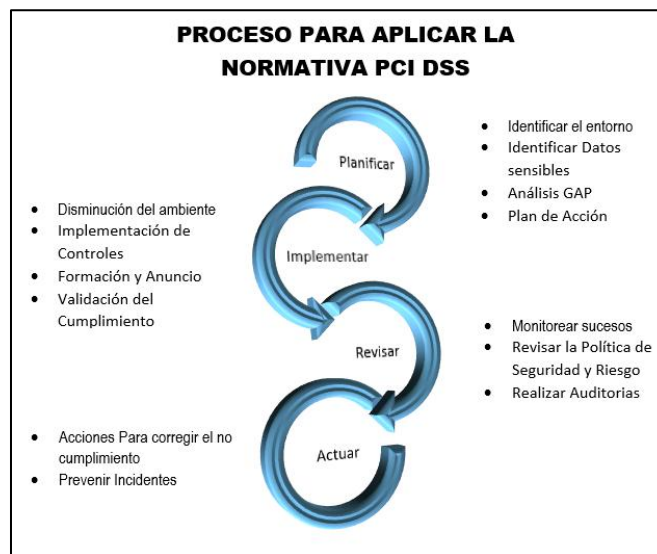 PROCESO PARA APLICAR LA
NORMATIVA PCI DSS
Planificar
• Identificar el entorno
• Identificar Datos
sensibles
• Análisis GAP
• Plan de Acción
• Disminución del ambiente
• Implementación de
Controles
• Formación y Anuncio
• Validación del
Cumplimiento
Implementar
Revisar
• Monitorear sucesos
• Revisar la Política de
Seguridad y Riesgo
• Realizar Auditorias
• Acciones Para corregir el no
cumplimiento
• Prevenir Incidentes
Actuar